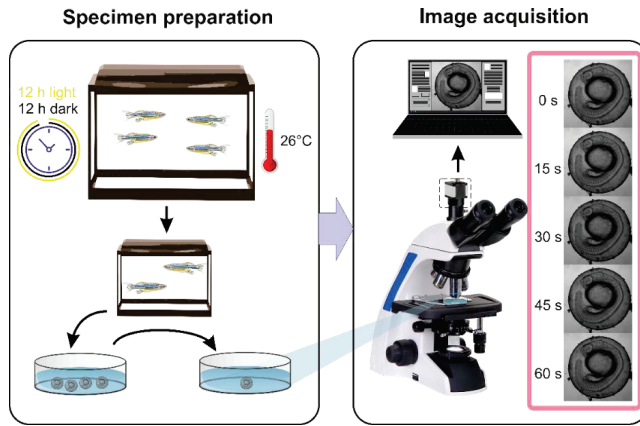 Specimen preparation
Image acquisition
12 h light
12 h dark
26°C
0 s
15 s
30 s
45 s
60 s